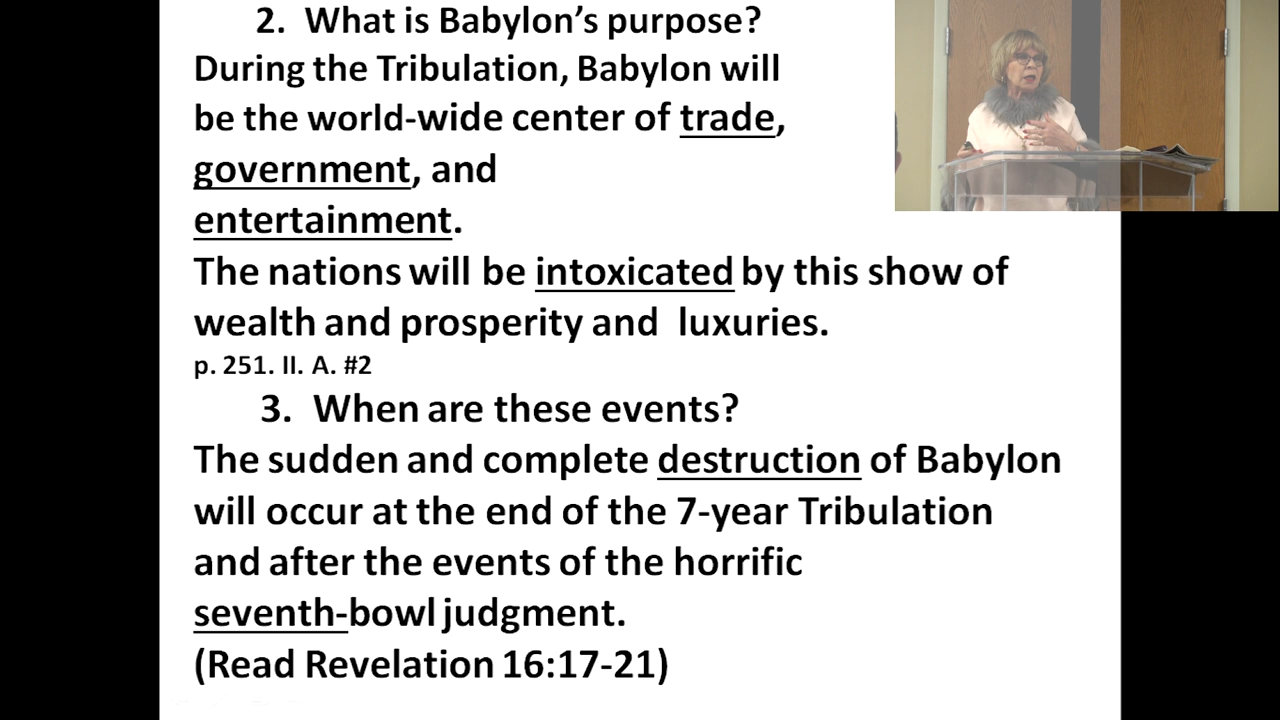 2. What is Babylon’s purpose?
During the Tribulation, Babylon will
be the world-wide center of trade,
government, and
entertainment.
The nations will be intoxicated by this show of
wealth and prosperity and luxuries.
p. 251. II. A. #2
3. When are these events?
The sudden and complete destruction of Babylon
will occur at the end of the 7-year Tribulation
and after the events of the horrific
seventh-bowl judgment.
(Read Revelation 16:17-21)